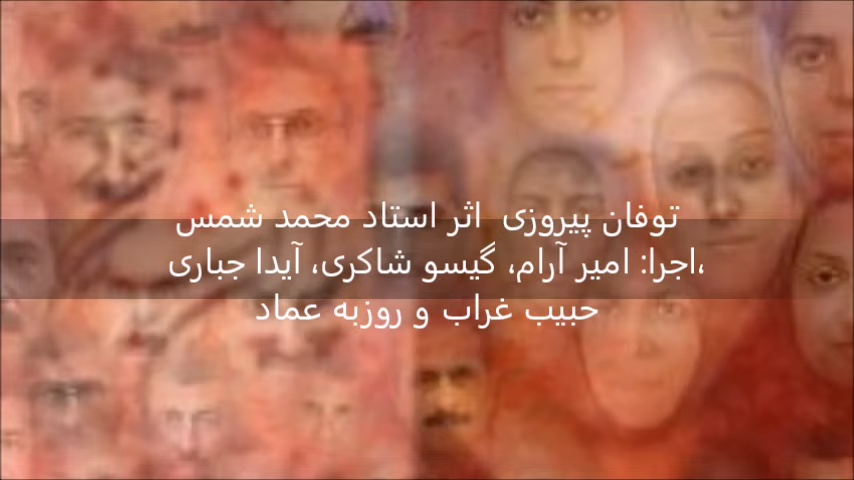 توفان پیروزی  اثر استاد محمد شمس
اجرا: امیر آرام، گیسو شاکری، آیدا جباری،
حبیب غراب و روزبه عماد